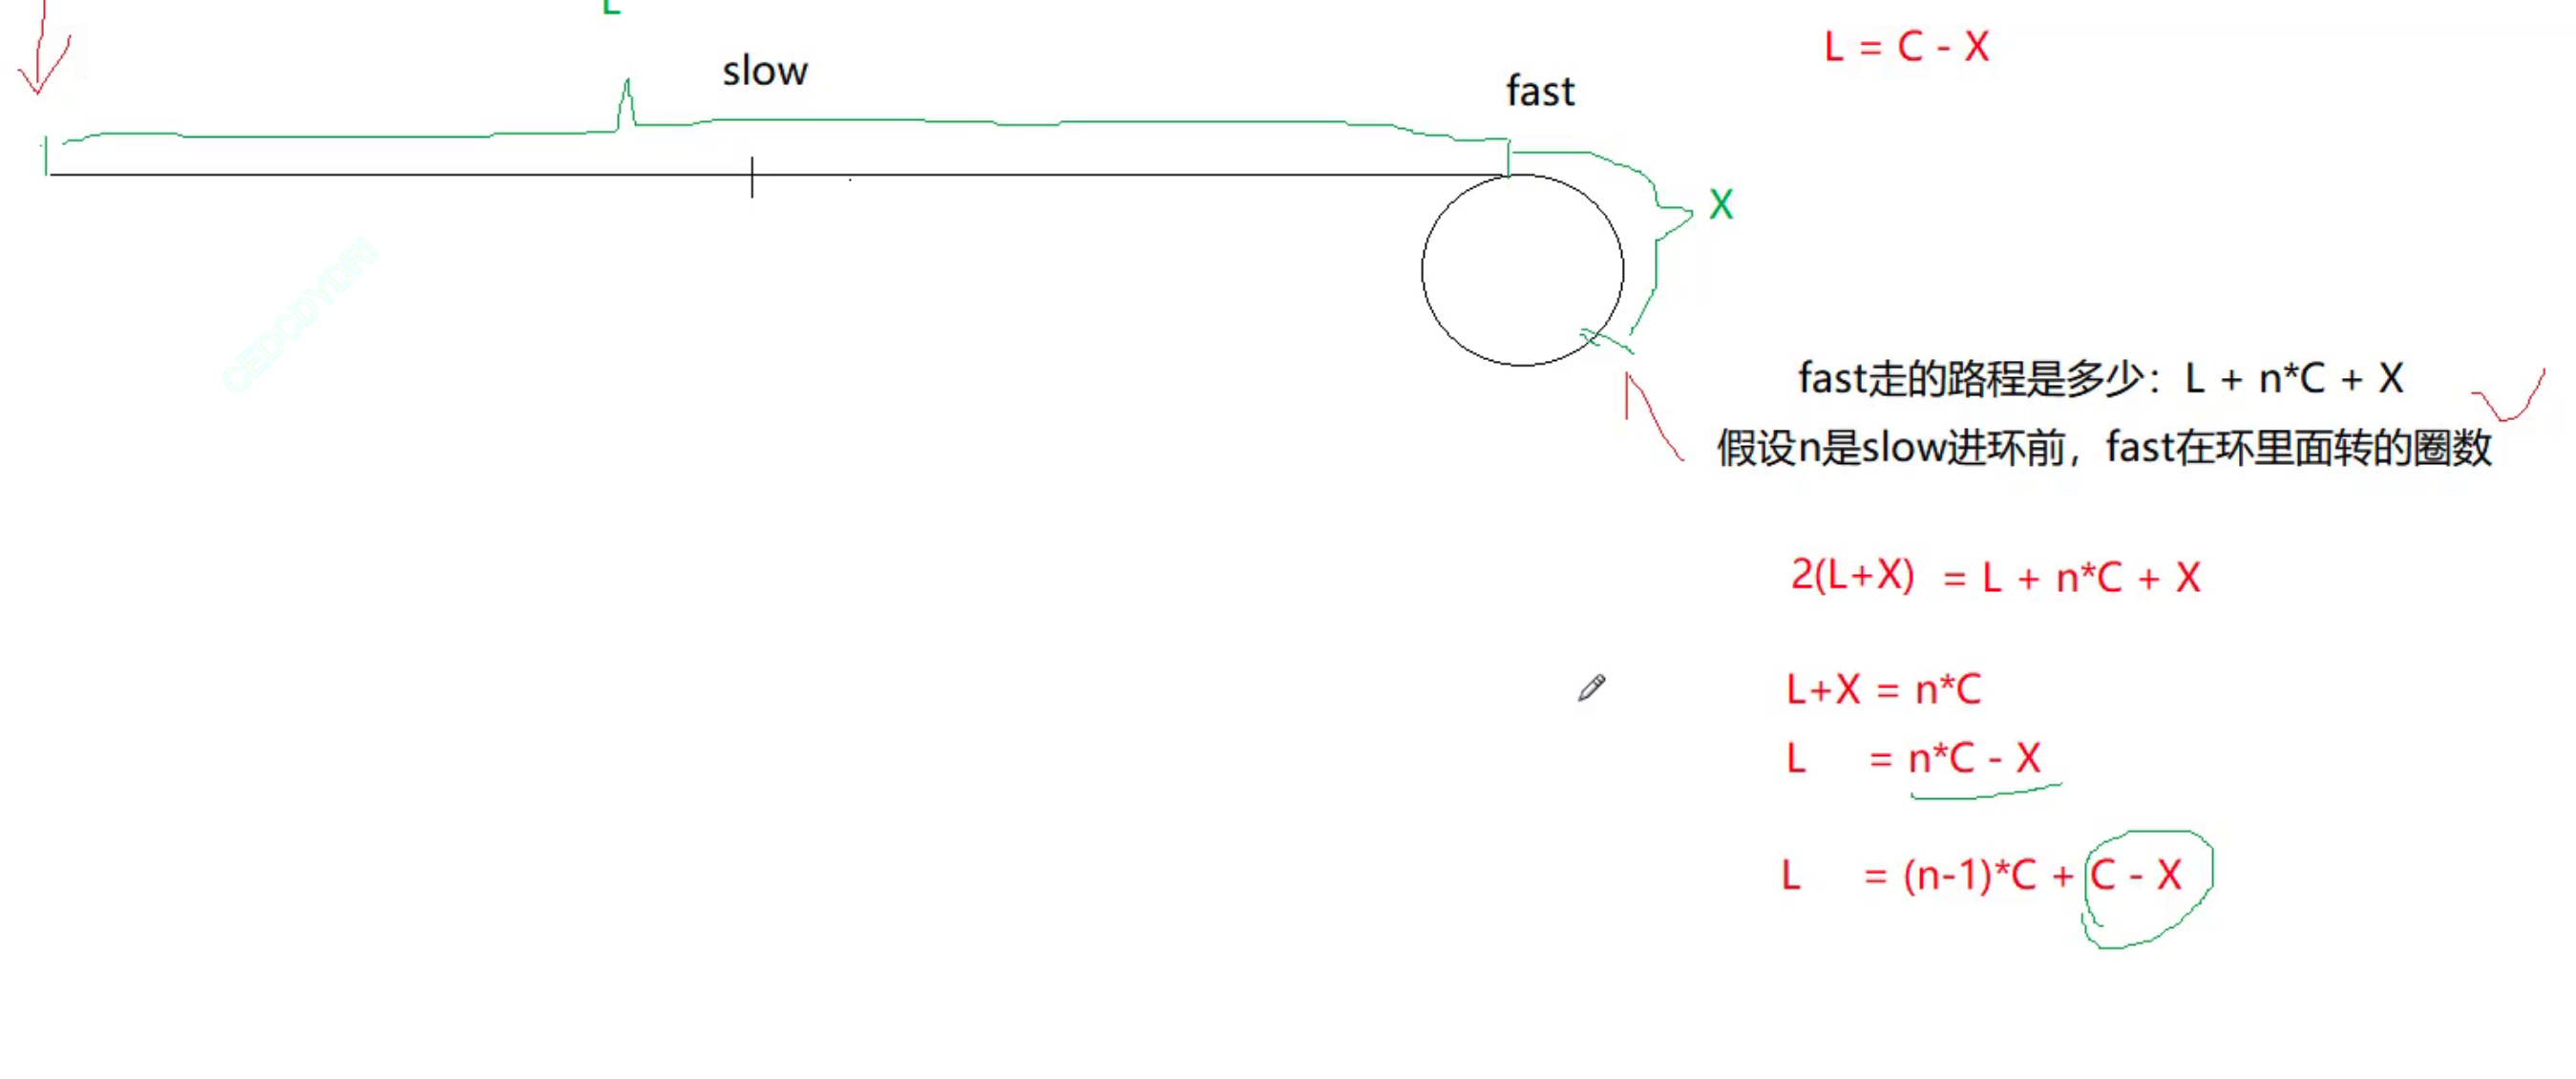 L
L = C - X
slow
fast
X
CEDCDYDRi
fast走的路程是多少：L + n*C + X
假设n是slow进环前，fast在环里面转的圈数
2(L+X) = L + n*C + X
L+X = n*C
L = n*C - X
L = (n-1)*C + C - X